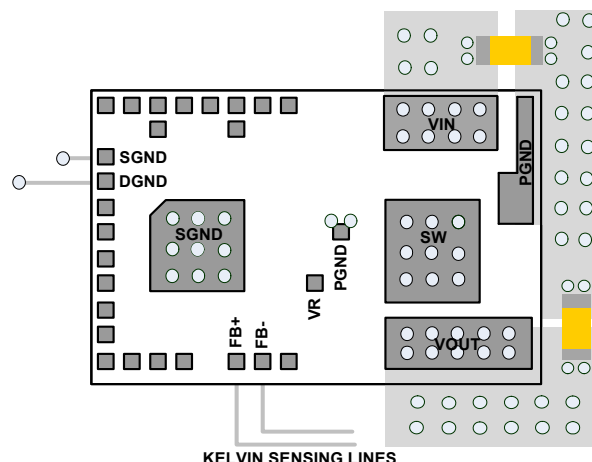 VIN
SGND
DGND
PGND
SGND
PGND
SW
VR
FB+
FB-
VOUT
KELVIN SENSING LINES